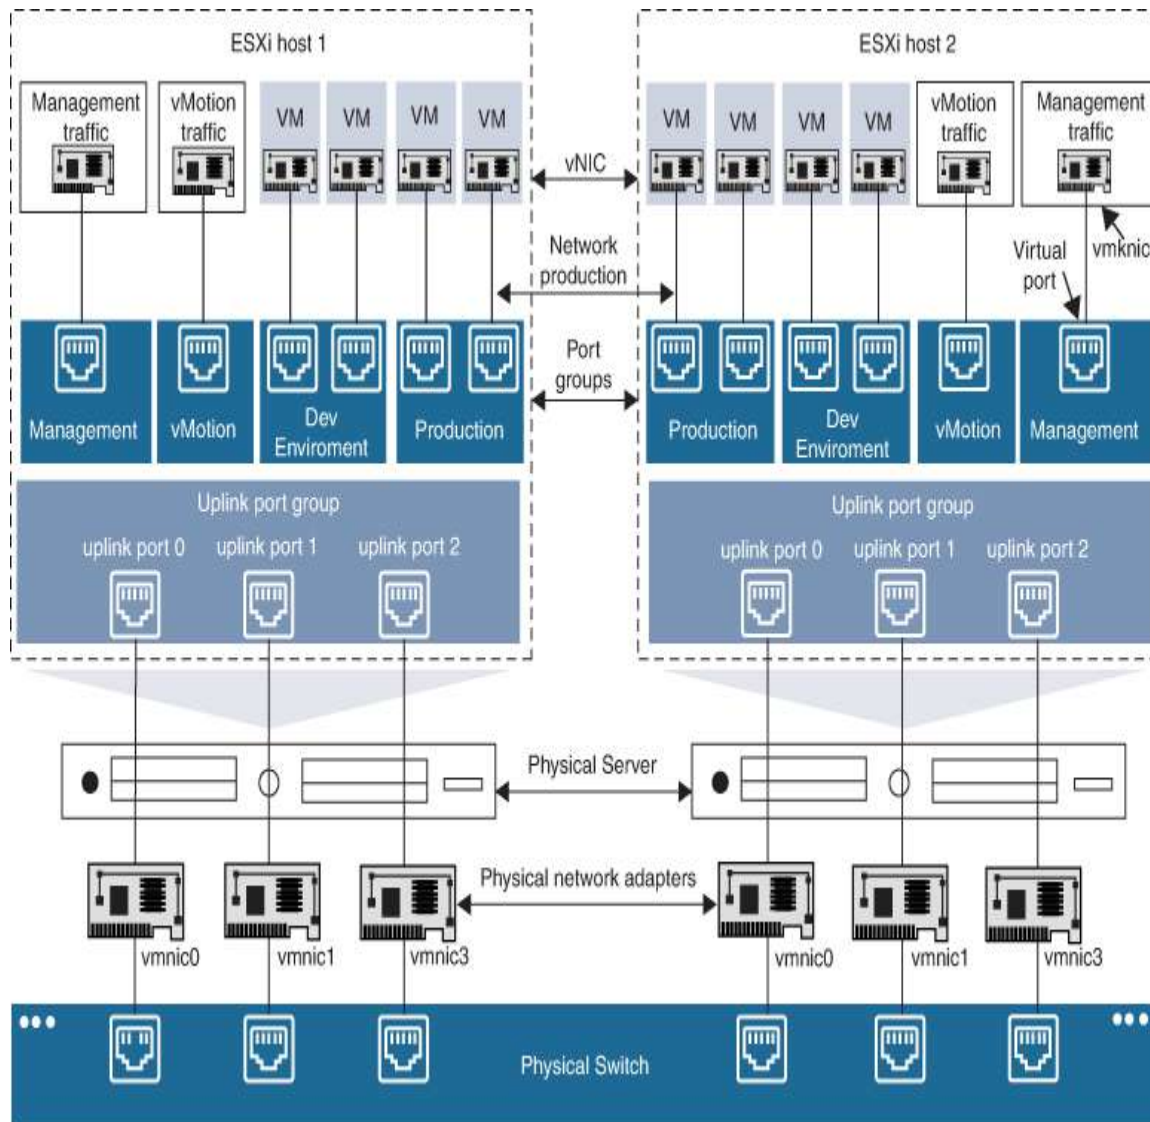 ESXi host 1
ESXi host 2
Management
traffic
vMotion
traffic
VM
VM
VM
VM
vNIC
VM
VM
VM
VM
vMotion
traffic
Management
traffic
vmknic
Network
production
Virtual
port
Management
vMotion
Dev
Enviroment
Production
Port
groups
Production
Dev
Enviroment
vMotion
Management
Uplink port group
uplink port 0
uplink port 1
uplink port 2
Uplink port group
uplink port 0
uplink port 1
uplink port 2
Physical Server
Physical network adapters
vmnic0
vmnic1
vmnic3
vmnic0
vmnic1
vmnic3
Physical Switch